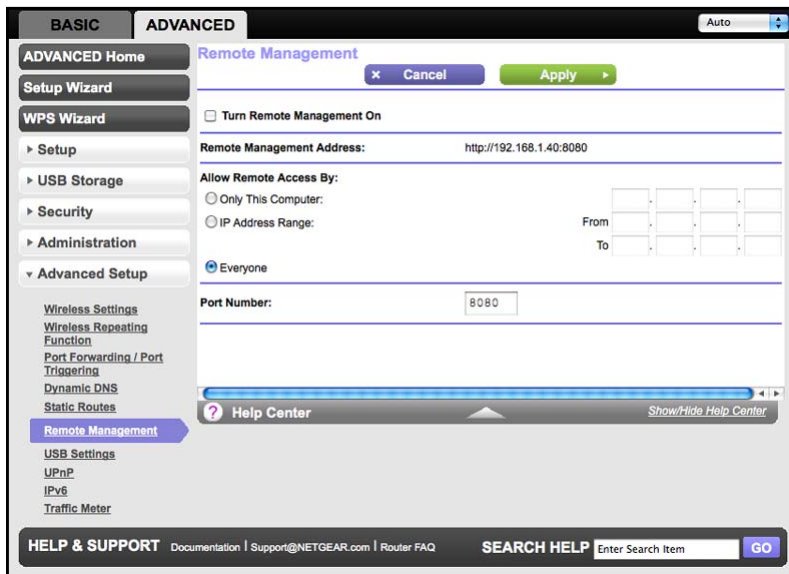 BASIC
ADVANCED
Auto
ADVANCED Home
Setup Wizard
WPS Wizard
Setup
USB Storage
Security
Administration
Advanced Setup
Wireless Settings
Wireless Repeating
Function
Port Forwarding / Port
Triggering
Dynamic DNS
Static Routes
Remote Management
USB Settings
UPnP
IPv6
Traffic Meter
Remote Management
× Cancel
Apply
Turn Remote Management On
Remote Management Address: http://192.168.1.40:8080
Allow Remote Access By:
Only This Computer: . . .
IP Address Range: From . . .
To . . .
Everyone
Port Number: 8080
? Help Center Show/Hide Help Center
HELP & SUPPORT Documentation | Support@NETGEAR.com | Router FAQ SEARCH HELP Enter Search Item GO